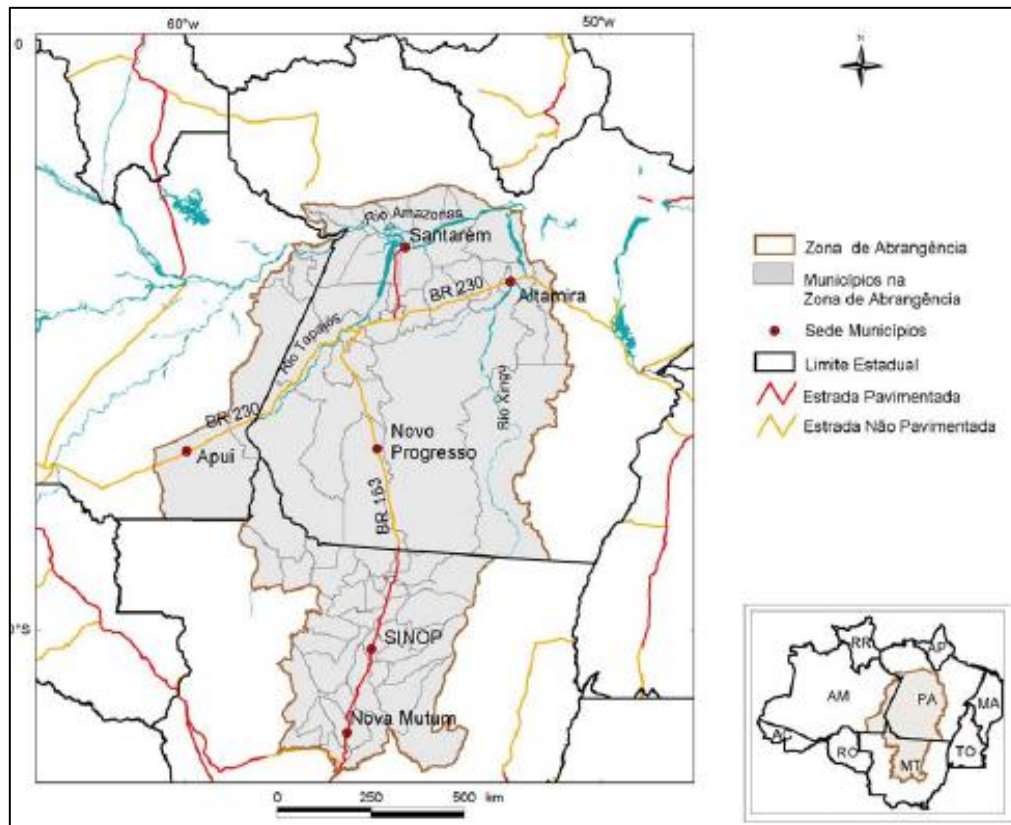 60°w
50°w
0
N
Rio Amazonas
Santarém
BR 230
Altamira
Rio Tapajós
Rio Xingy
BR 230
Novo
Progresso
Apuí
BR 163
0°S
SINOP
Nova Mutum
0 250 500 km
Zona de Abrangência
Municípios na
Zona de Abrangência
Sede Municípios
Limite Estadual
Estrada Pavimentada
Estrada Não Pavimentada
RR
AP
AM
PA
MA
AC
RO
TO
MT